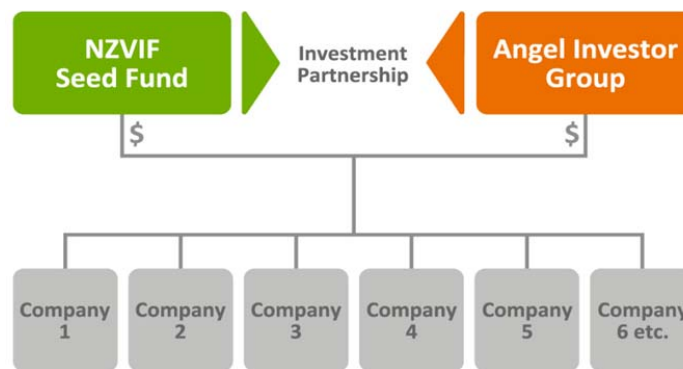 NZVIF
Seed Fund
Investment
Partnership
Angel Investor
Group
$
$
Company
1
Company
2
Company
3
Company
4
Company
5
Company
6 etc.